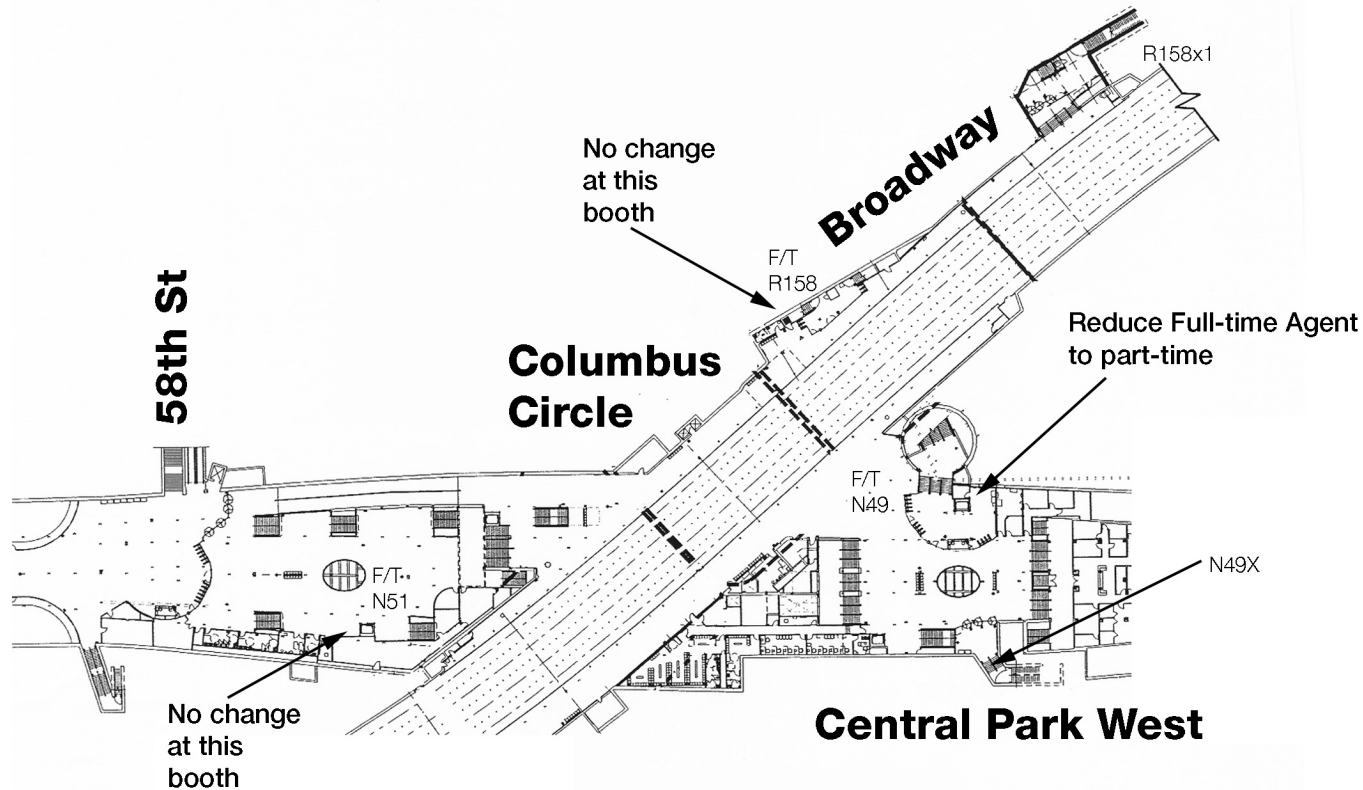 R158x1
Broadway
No change
at this
booth
F/T
R158
58th St
Columbus
Circle
Reduce Full-time Agent
to part-time
F/T
N49
N49X
F/T
N51
No change
at this
booth
Central Park West